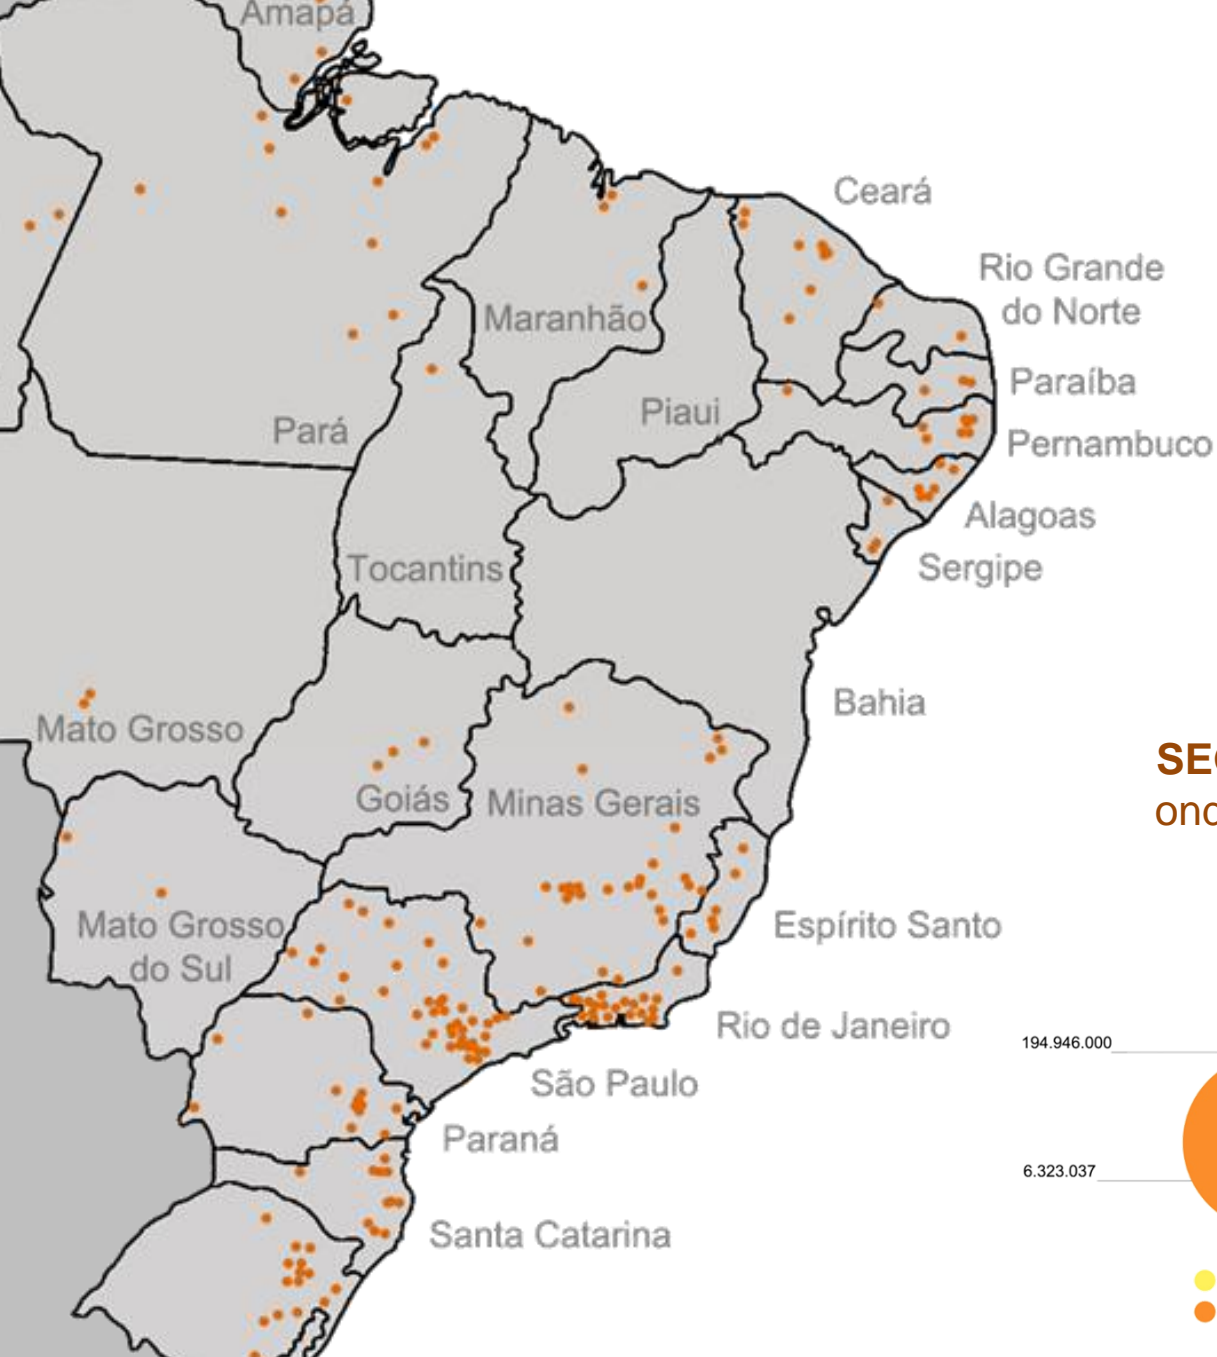 Amapá
Ceará
Rio Grande
do Norte
Maranhão
Paraíba
Piaui
Pará
Pernambuco
Alagoas
Tocantins
Sergipe
Bahia
Mato Grosso
SE
onc
Goiás
Minas Gerais
Mato Grosso
do Sul
Espírito Santo
Rio de Janeiro
194.946.000
São Paulo
Paraná
6.323.037
Santa Catarina